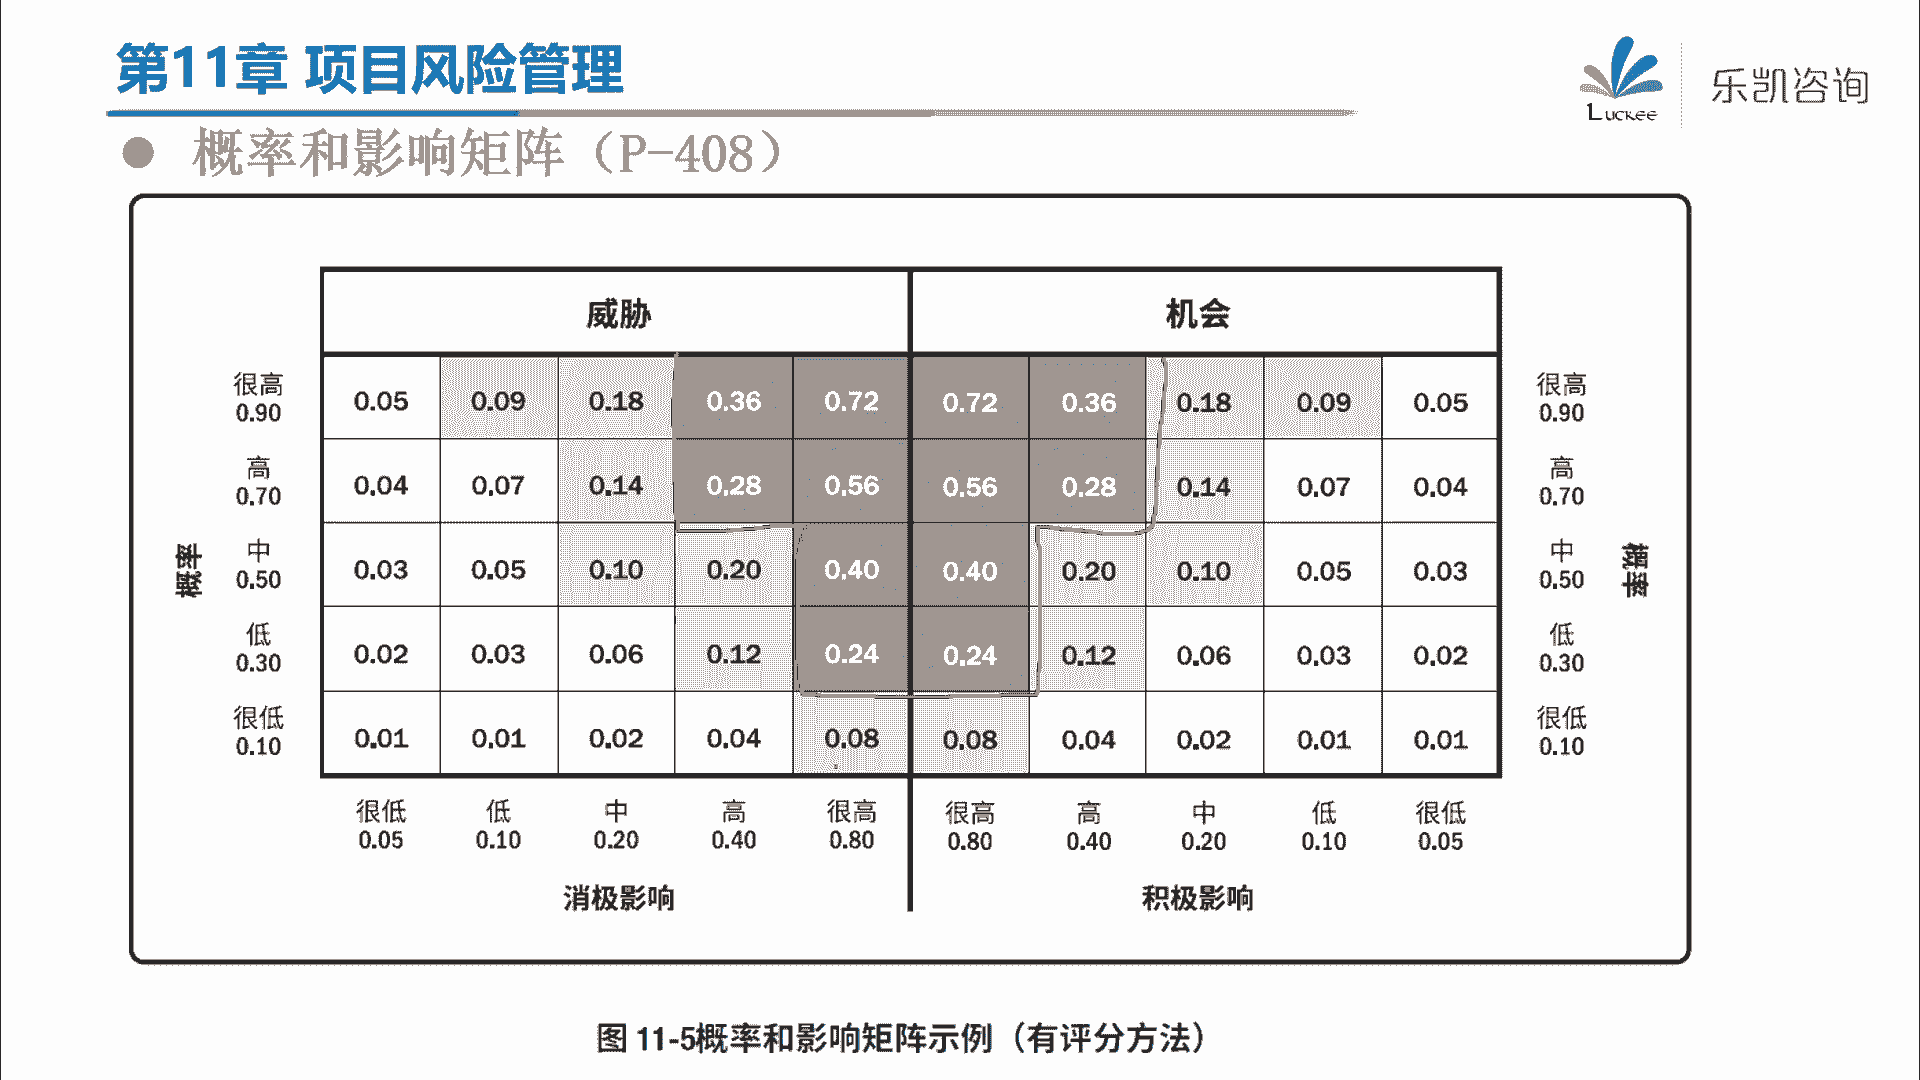 第11章 项目风险管理
Luckee
乐凯咨询
● 概率和影响矩阵（P-408）
威胁 机会
很高 0.90 0.05 0.09 0.18 0.36 0.72 0.72 0.36 0.18 0.09 0.05 很高 0.90
高 0.70 0.04 0.07 0.14 0.28 0.56 0.56 0.28 0.14 0.07 0.04 高 0.70
概率 中 0.50 0.03 0.05 0.10 0.20 0.40 0.40 0.20 0.10 0.05 0.03 中 0.50 概率
低 0.30 0.02 0.03 0.06 0.12 0.24 0.24 0.12 0.06 0.03 0.02 低 0.30
很低 0.10 0.01 0.01 0.02 0.04 0.08 0.08 0.04 0.02 0.01 0.01 很低 0.10
很低 低 中 高 很高 很高 高 中 低 很低
0.05 0.10 0.20 0.40 0.80 0.80 0.40 0.20 0.10 0.05
消极影响 积极影响
图 11-5概率和影响矩阵示例（有评分方法）